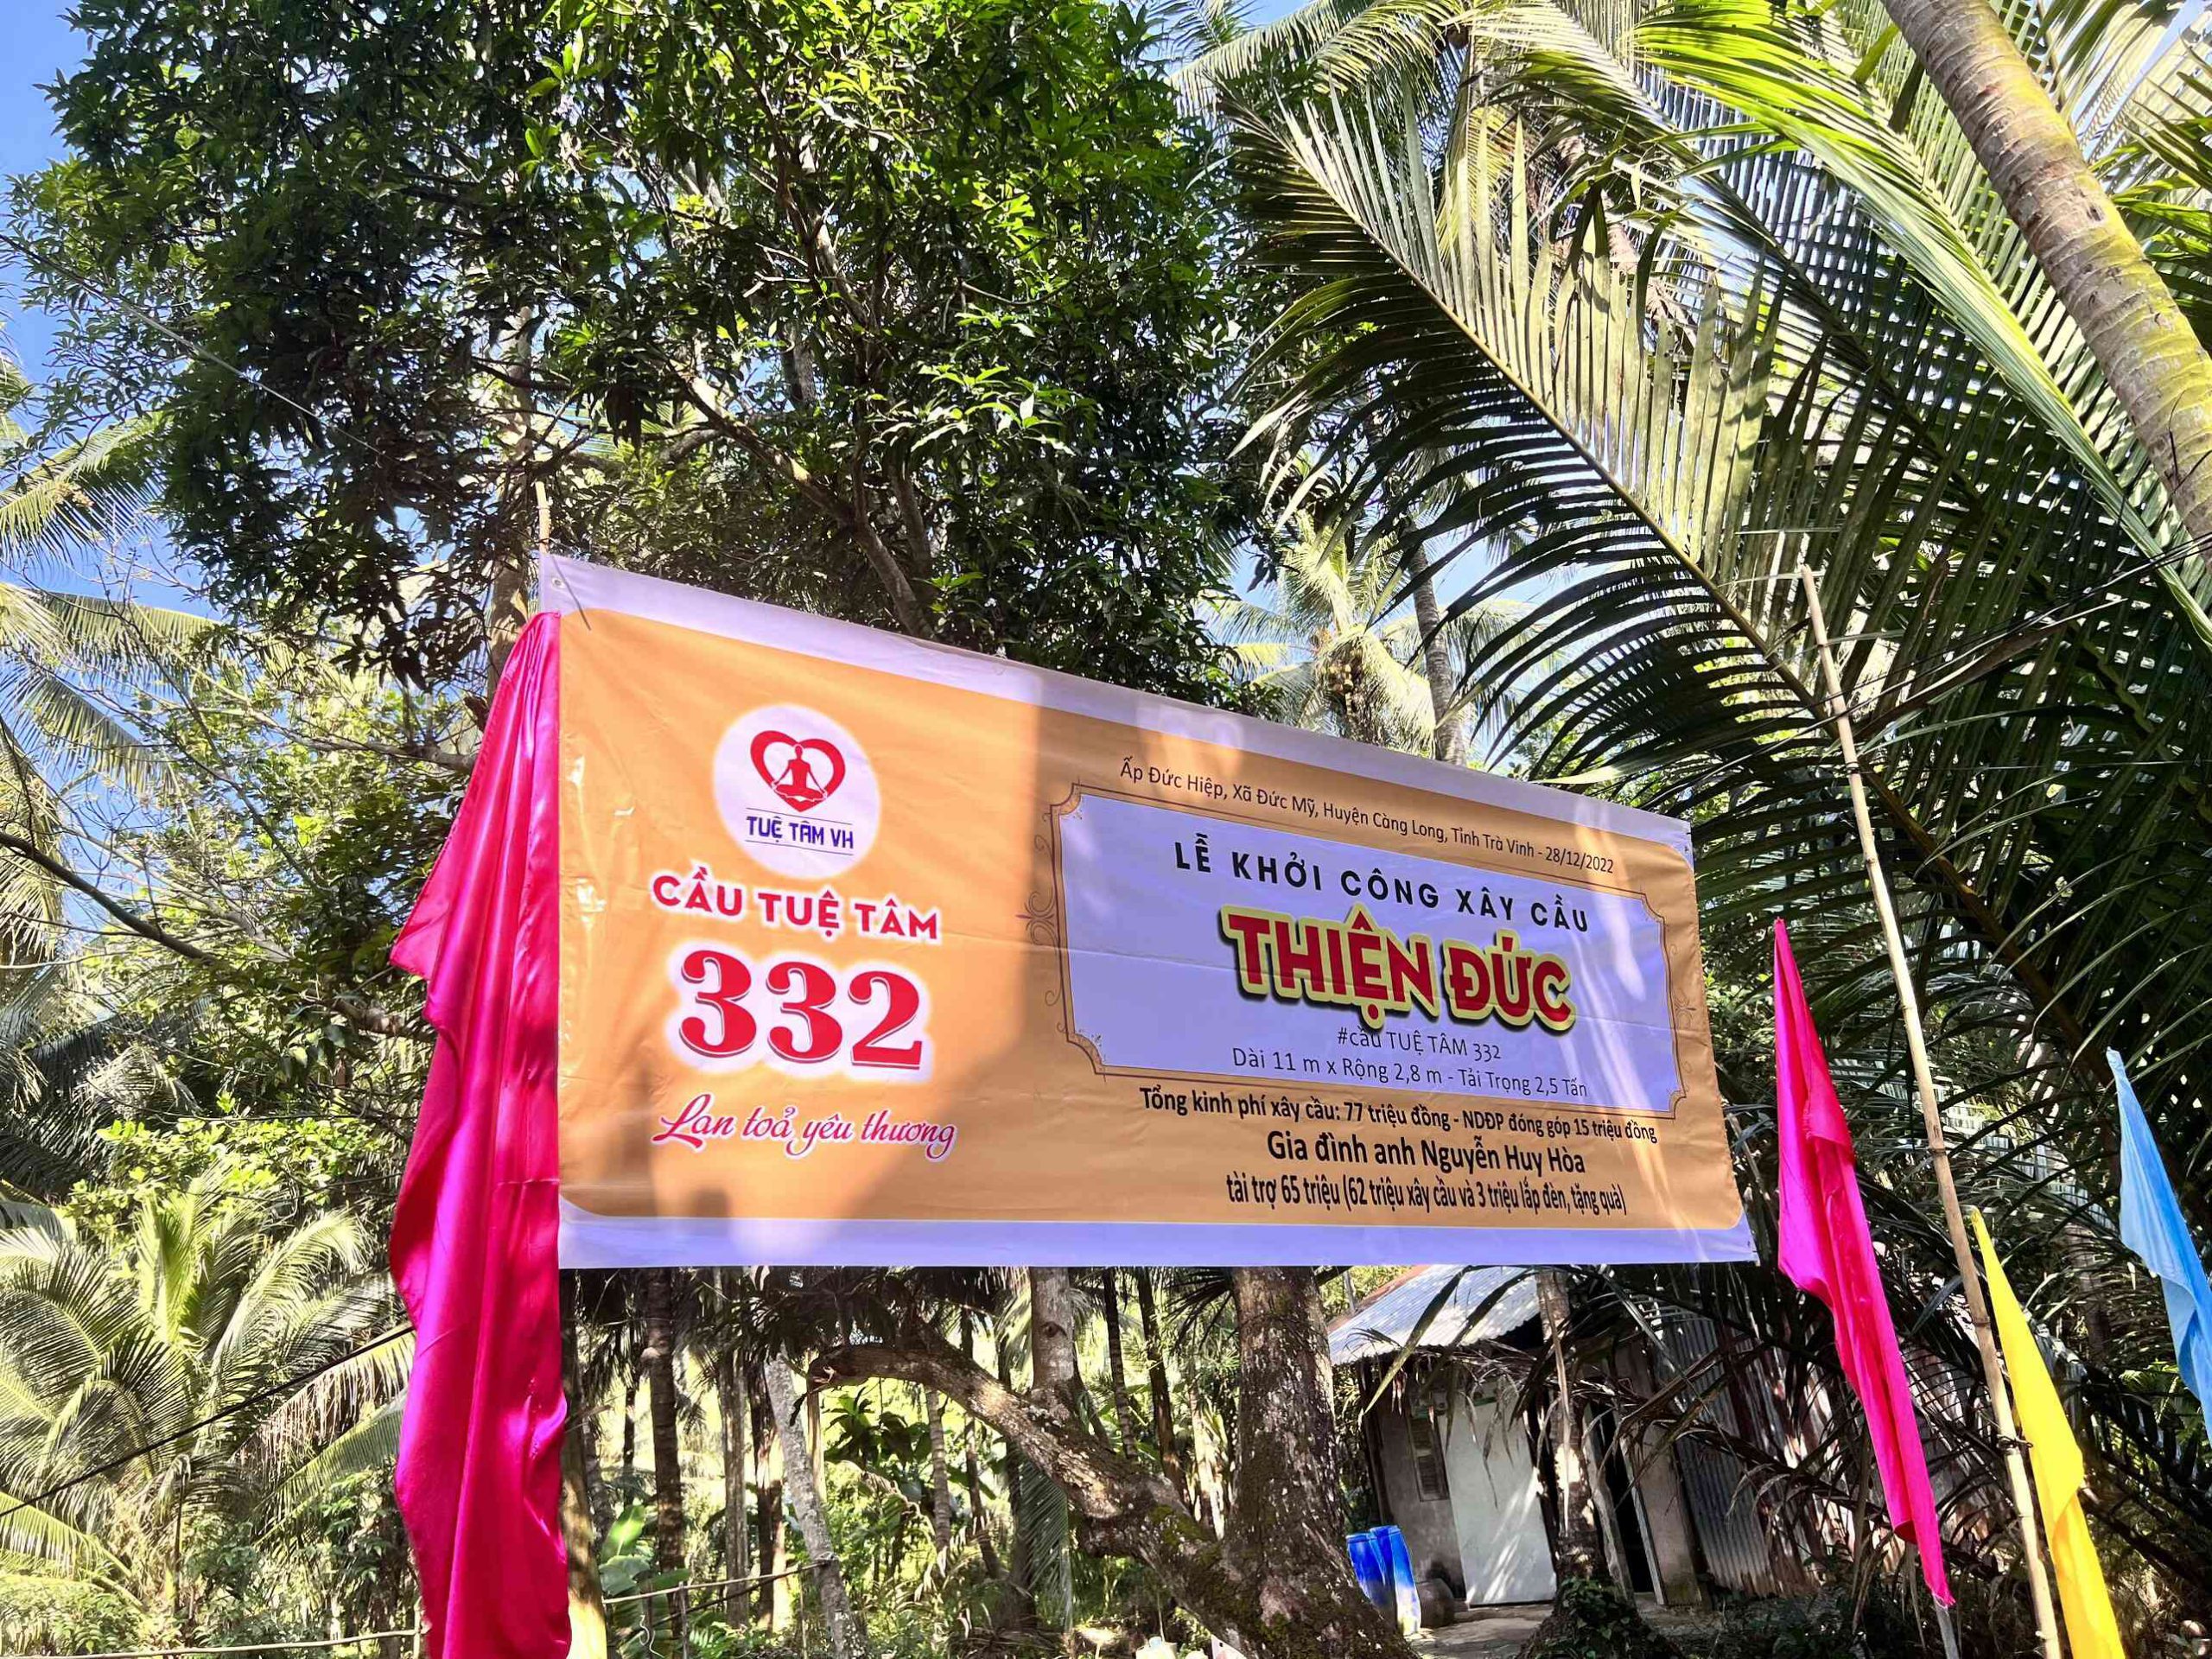 TUỆ TÂM VH
CẦU TUỆ TÂM
332
Lan toả yêu thương
Ấp Đức Hiệp, Xã Đức Mỹ, Huyện Càng Long, Tỉnh Trà Vinh - 28/12/2022
LỄ KHỞI CÔNG XÂY CẦU
THIỆN ĐỨC
#cầu TUỆ TÂM 332
Dài 11 m x Rộng 2,8 m - Tải Trọng 2,5 Tấn
Tổng kinh phí xây cầu: 77 triệu đồng - NDĐP đóng góp 15 triệu đồng
Gia đình anh Nguyễn Huy Hòa
tài trợ 65 triệu (62 triệu xây cầu và 3 triệu lắp đèn, tặng quà)